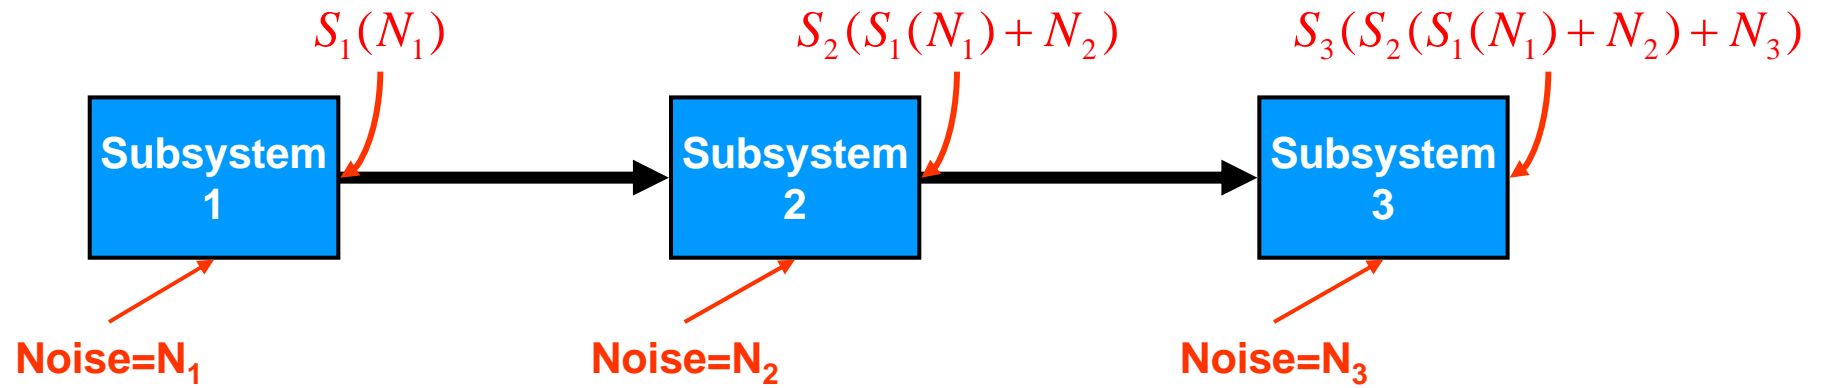 S₁(N₁)
S₂(S₁(N₁) + N₂)
S₃(S₂(S₁(N₁) + N₂) + N₃)
Subsystem
1
Subsystem
2
Subsystem
3
Noise=N₁
Noise=N₂
Noise=N₃